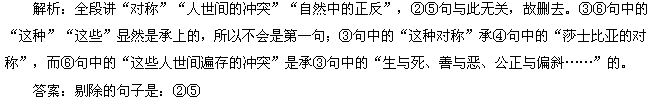 解析：全段讲“对称”“人世间的冲突”“自然中的正反”，②⑤句与此无关，故删去。③⑥句中的
“这种”“这些”显然是承上的，所以不会是第一句；③句中的“这种对称”承④句中的“莎士比亚的对
称”，而⑥句中的“这些人世间遍存的冲突”是承③句中的“生与死、善与恶、公正与偏斜……”的。
答案：剔除的句子是：②⑤